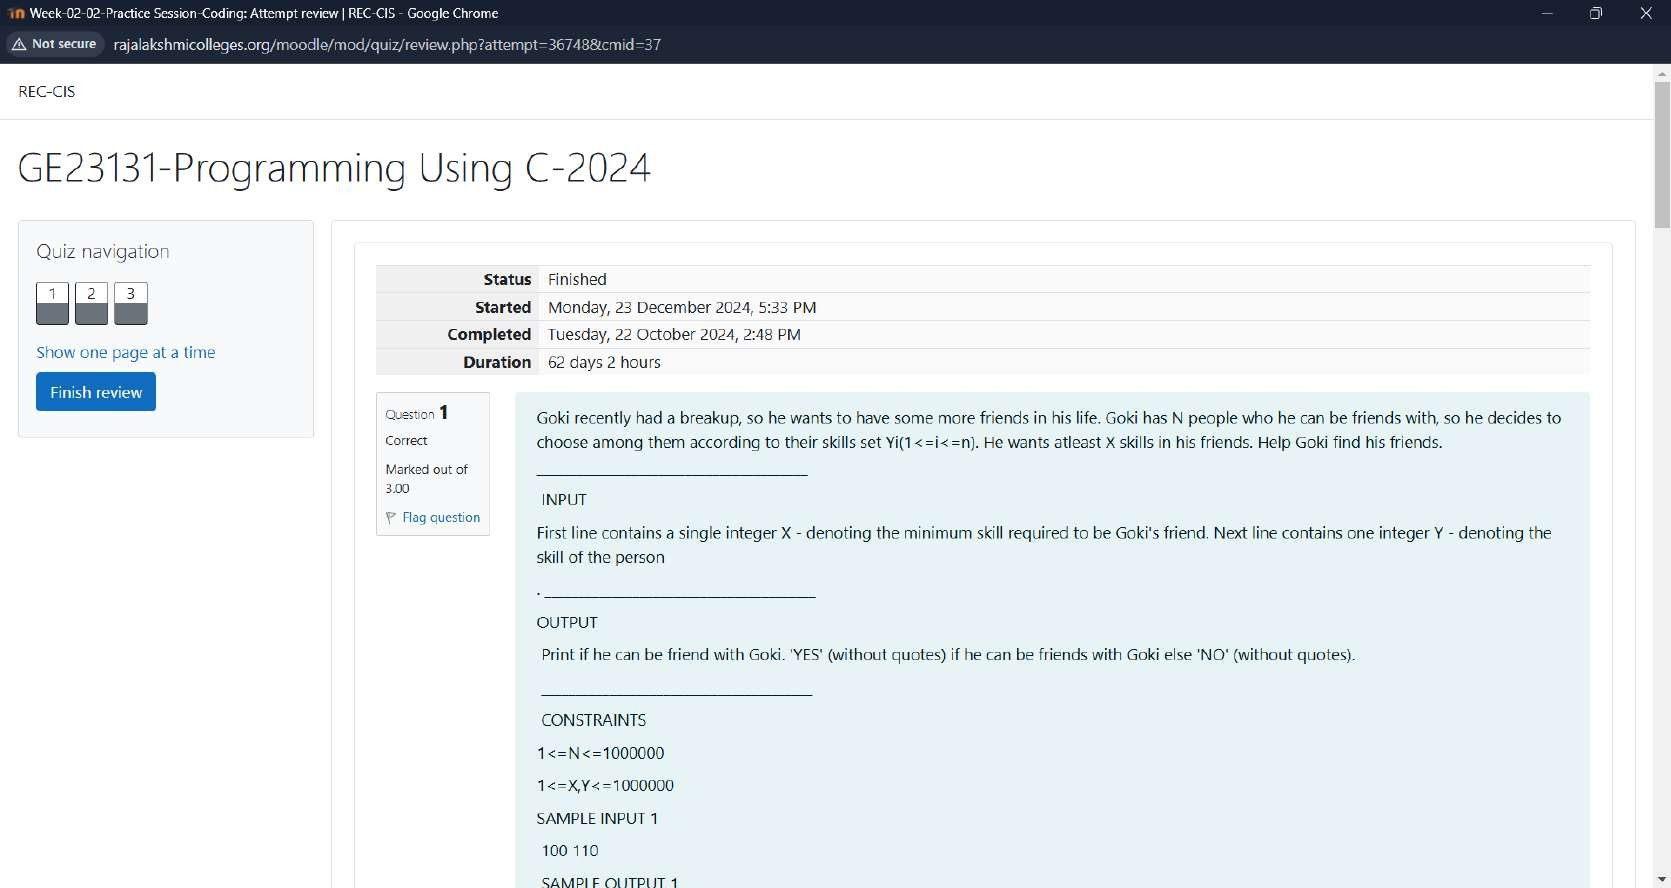 Week-02-02-Practice Session-Coding: Attempt review | REC-CIS - Google Chrome
Not secure rajalakshmicolleges.org/moodle/mod/quiz/review.php?attempt=36748&cmid=37
REC-CIS
GE23131-Programming Using C-2024
Quiz navigation
1 2 3
Show one page at a time
Finish review
Status Finished
Started Monday, 23 December 2024, 5:33 PM
Completed Tuesday, 22 October 2024, 2:48 PM
Duration 62 days 2 hours
Question 1
Correct
Marked out of
3.00
Flag question
Goki recently had a breakup, so he wants to have some more friends in his life. Goki has N people who he can be friends with, so he decides to
choose among them according to their skills set Yi(1<=i<=n). He wants atleast X skills in his friends. Help Goki find his friends.
INPUT
First line contains a single integer X - denoting the minimum skill required to be Goki's friend. Next line contains one integer Y - denoting the
skill of the person
.
OUTPUT
Print if he can be friend with Goki. 'YES' (without quotes) if he can be friends with Goki else 'NO' (without quotes).
CONSTRAINTS
1<=N<=1000000
1<=X,Y<=1000000
SAMPLE INPUT 1
100 110
SAMPLE OUTPUT 1